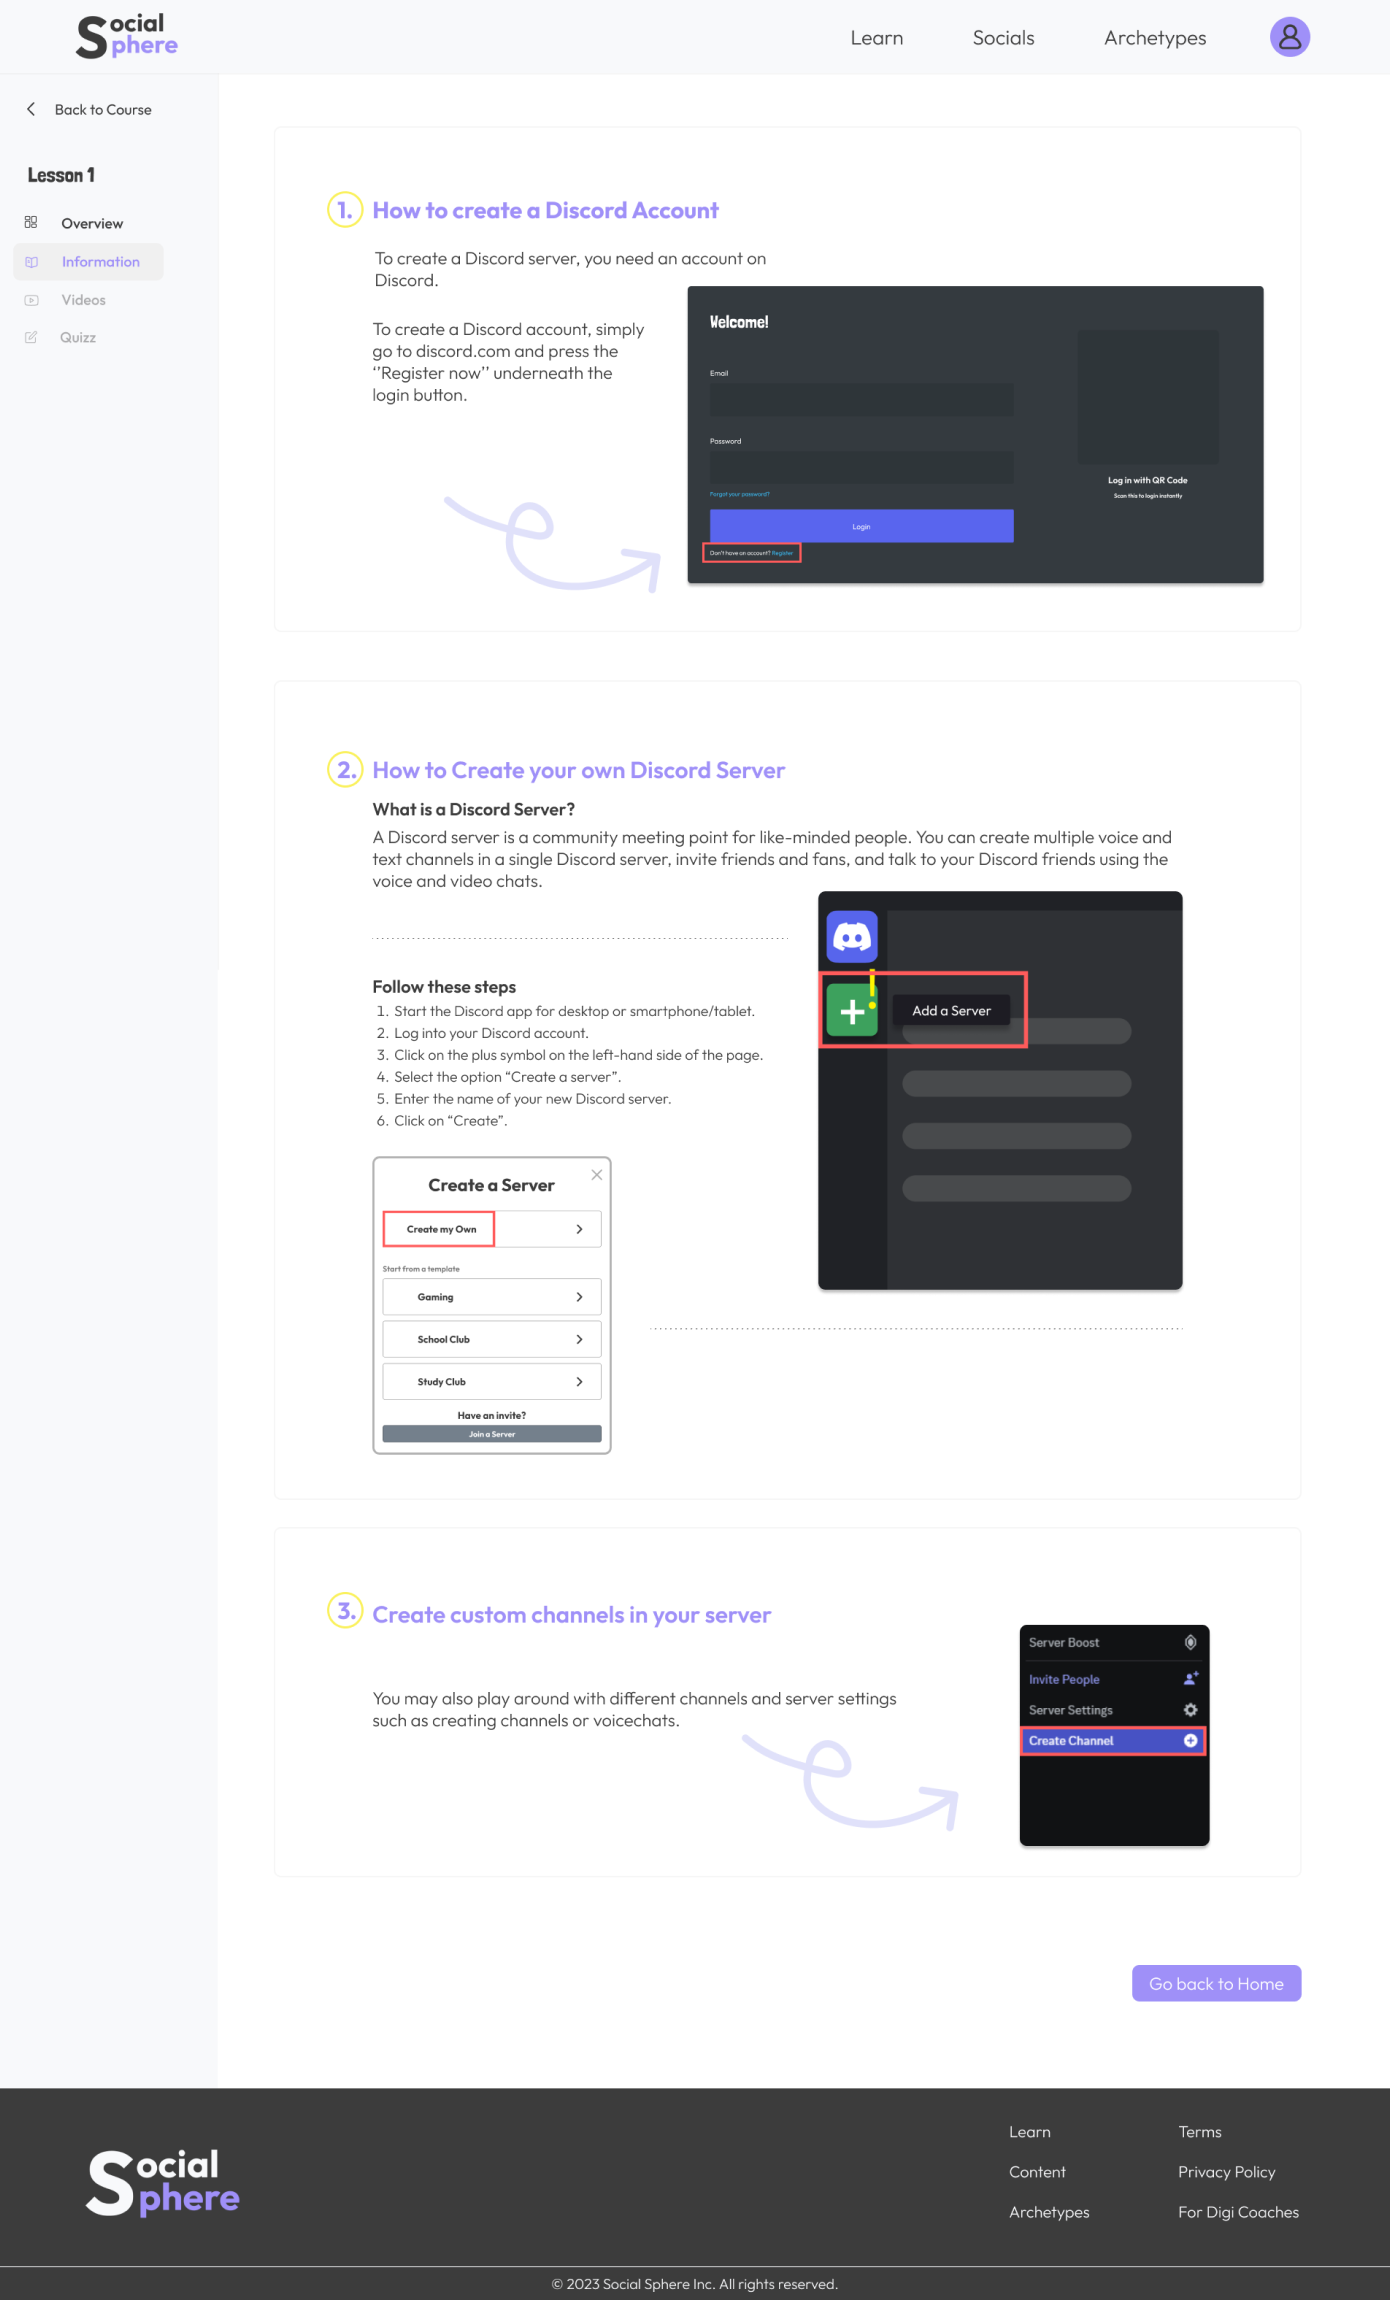 Social
Sphere
Learn
Socials
Archetypes
Back to Course
Lesson 1
Overview
Information
Videos
Quizz
1. How to create a Discord Account
To create a Discord server, you need an account on
Discord.
To create a Discord account, simply
go to discord.com and press the
‘’Register now’’ underneath the
login button.
Welcome!
Email
Password
Forgot your password?
Login
Don't have an account? Register
Log in with QR Code
Scan this to login instantly
2. How to Create your own Discord Server
What is a Discord Server?
A Discord server is a community meeting point for like-minded people. You can create multiple voice and
text channels in a single Discord server, invite friends and fans, and talk to your Discord friends using the
voice and video chats.
Follow these steps
1. Start the Discord app for desktop or smartphone/tablet.
2. Log into your Discord account.
3. Click on the plus symbol on the left-hand side of the page.
4. Select the option “Create a server”.
5. Enter the name of your new Discord server.
6. Click on “Create”.
!
Add a Server
Create a Server
Create my Own
Start from a template
Gaming
School Club
Study Club
Have an invite?
Join a Server
3. Create custom channels in your server
You may also play around with different channels and server settings
such as creating channels or voicechats.
Server Boost
Invite People
Server Settings
Create Channel
Go back to Home
Social
Sphere
Learn
Content
Archetypes
Terms
Privacy Policy
For Digi Coaches
© 2023 Social Sphere Inc. All rights reserved.